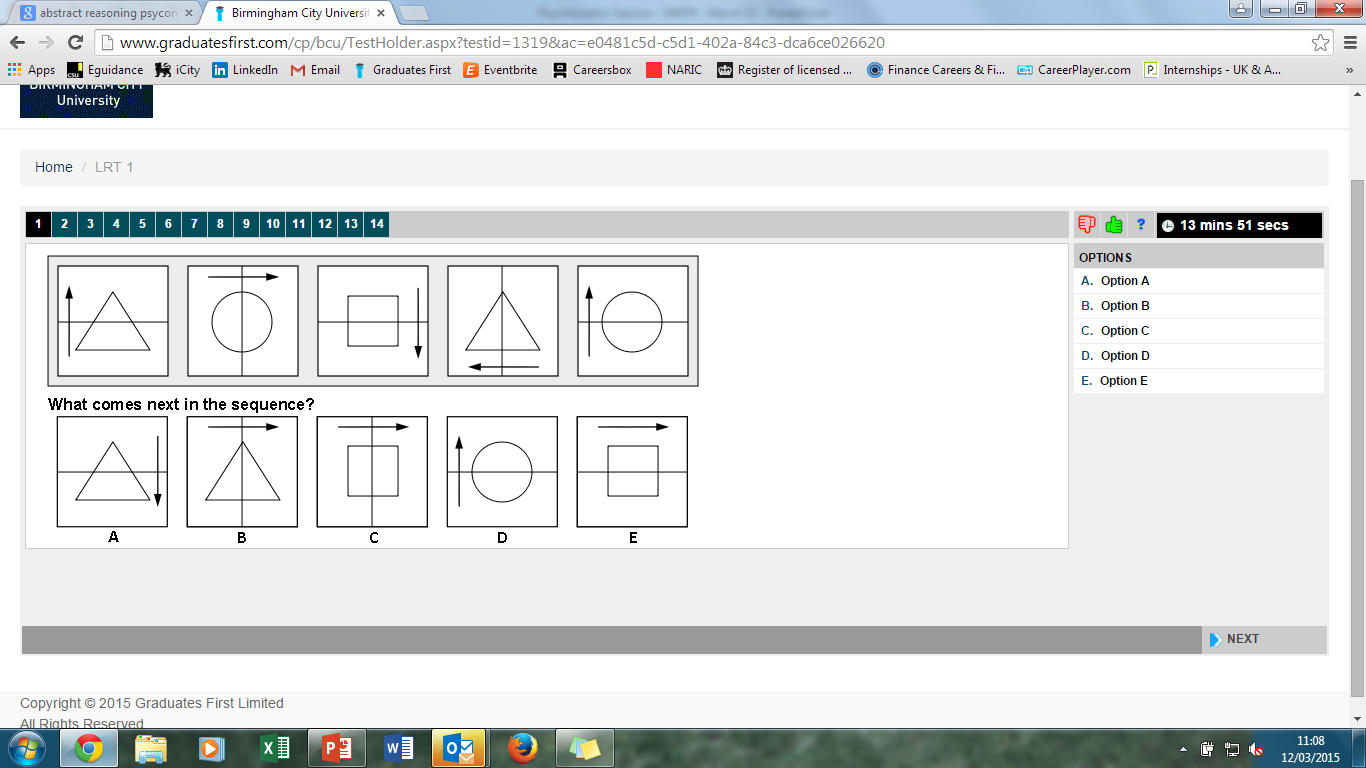 abstract reasoning psycon
Birmingham City Universit
www.graduatesfirst.com/cp/bcu/TestHolder.aspx?testid=1319&ac=e0481c5d-c5d1-402a-84c3-dca6ce026620
Apps Eguidance iCity LinkedIn Email Graduates First Eventbrite Careersbox NARIC Register of licensed ... Finance Careers & Fi... CareerPlayer.com Internships - UK & A... »
BIRMINGHAM CITY
University
Home / LRT 1
1 2 3 4 5 6 7 8 9 10 11 12 13 14
? 13 mins 51 secs
OPTIONS
A. Option A
B. Option B
C. Option C
D. Option D
E. Option E
What comes next in the sequence?
A B C D E
NEXT
Copyright © 2015 Graduates First Limited
All Rights Reserved
11:08
12/03/2015